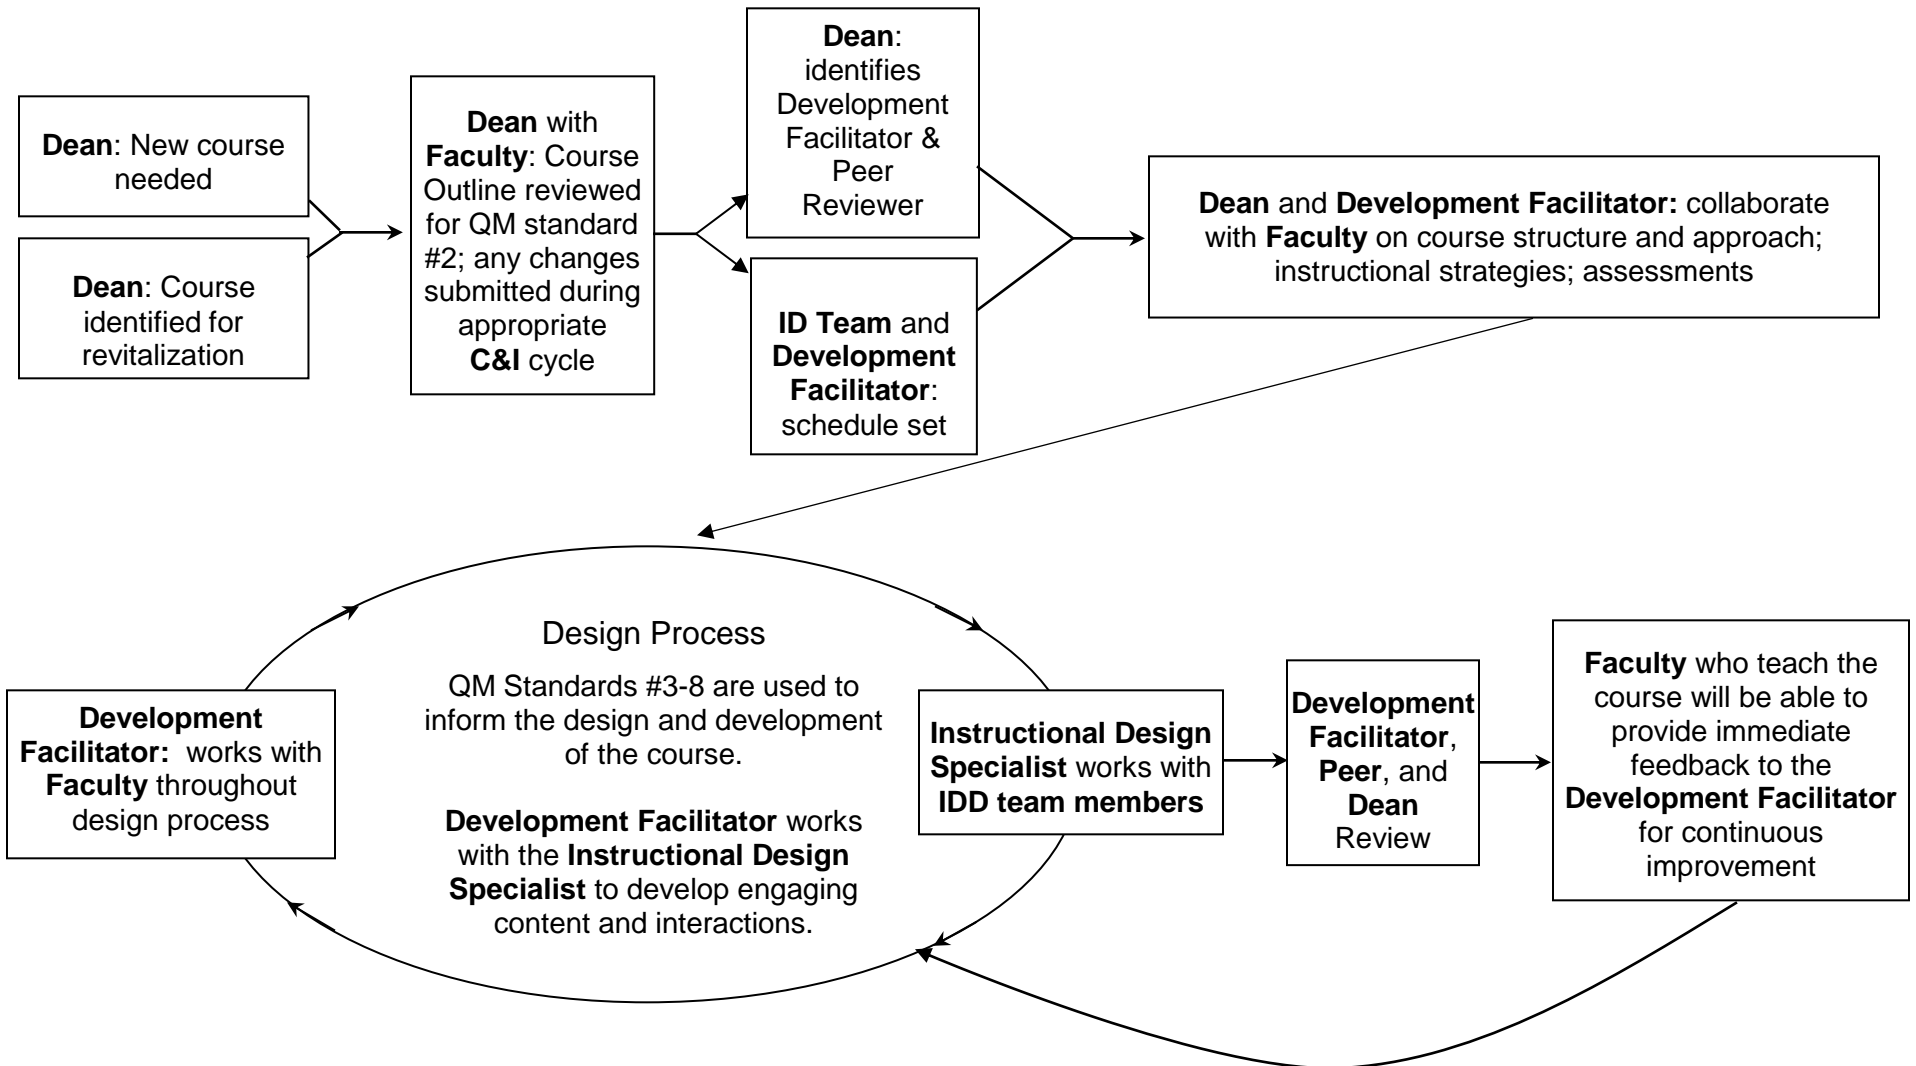 Dean: New course
needed
Dean: Course
identified for
revitalization
Dean with
Faculty: Course
Outline reviewed
for QM standard
#2; any changes
submitted during
appropriate
C&I cycle
Dean:
identifies
Development
Facilitator &
Peer
Reviewer
ID Team and
Development
Facilitator:
schedule set
Dean and Development Facilitator: collaborate
with Faculty on course structure and approach;
instructional strategies; assessments
Development
Facilitator: works with
Faculty throughout
design process
Design Process
QM Standards #3-8 are used to
inform the design and development
of the course.
Development Facilitator works
with the Instructional Design
Specialist to develop engaging
content and interactions.
Instructional Design
Specialist works with
IDD team members
Development
Facilitator,
Peer, and
Dean
Review
Faculty who teach the
course will be able to
provide immediate
feedback to the
Development Facilitator
for continuous
improvement